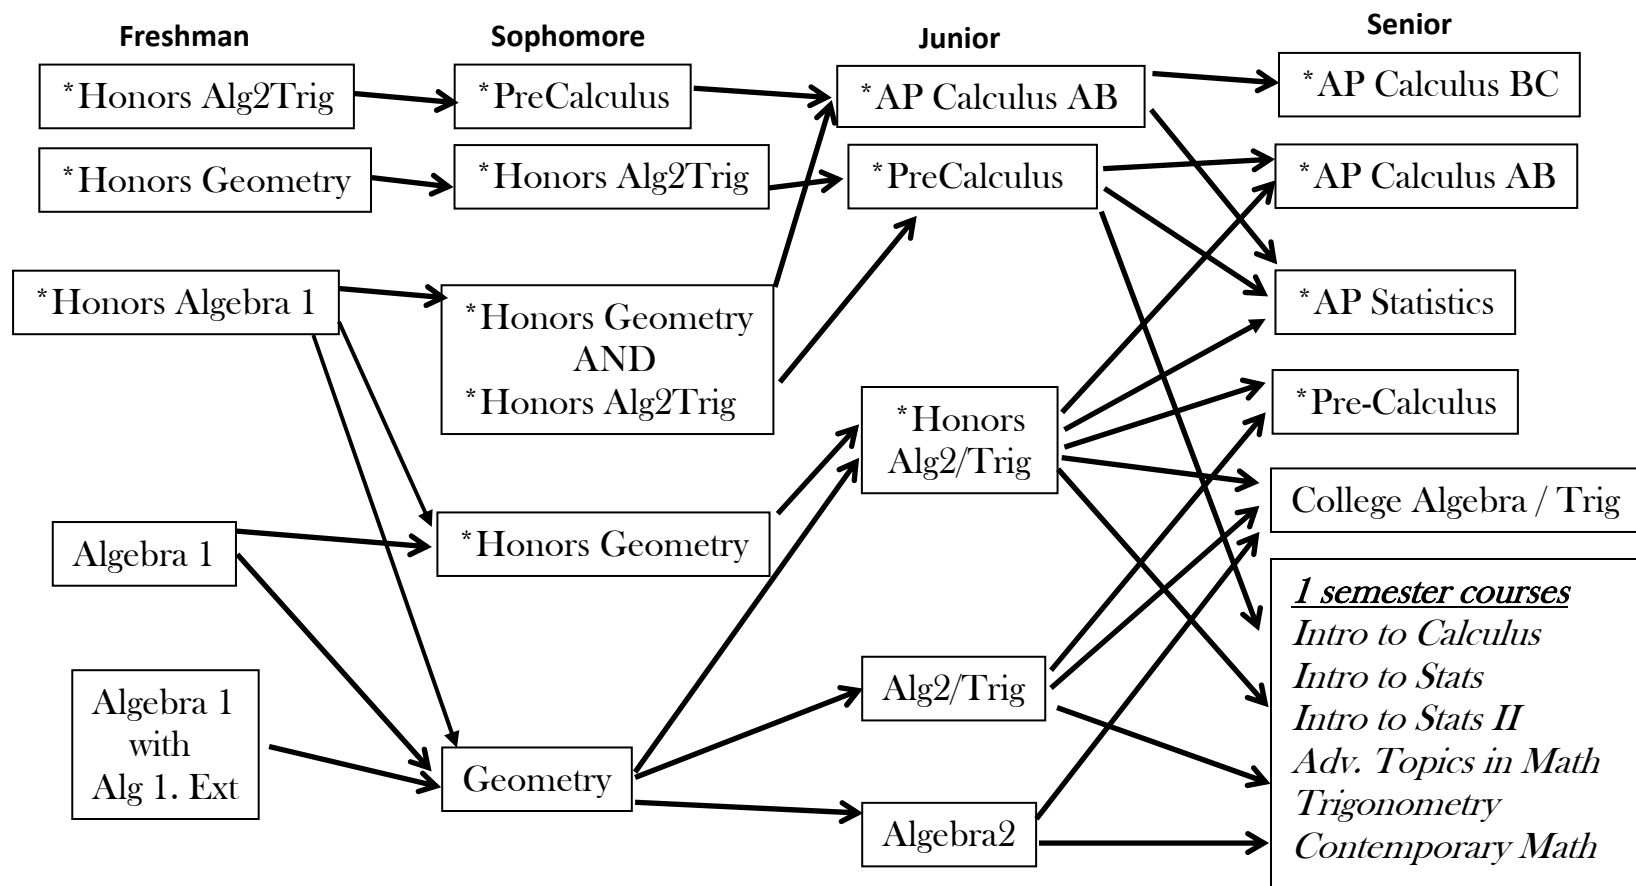 Freshman
*Honors Alg2Trig
*Honors Geometry
*Honors Algebra 1
Algebra 1
Algebra 1
with
Alg 1. Ext
Sophomore
*PreCalculus
*Honors Alg2Trig
*Honors Geometry
AND
*Honors Alg2Trig
*Honors Geometry
Geometry
Junior
*AP Calculus AB
*PreCalculus
*Honors
Alg2/Trig
Alg2/Trig
Algebra2
Senior
*AP Calculus BC
*AP Calculus AB
*AP Statistics
*Pre-Calculus
College Algebra / Trig
1 semester courses
Intro to Calculus
Intro to Stats
Intro to Stats II
Adv. Topics in Math
Trigonometry
Contemporary Math